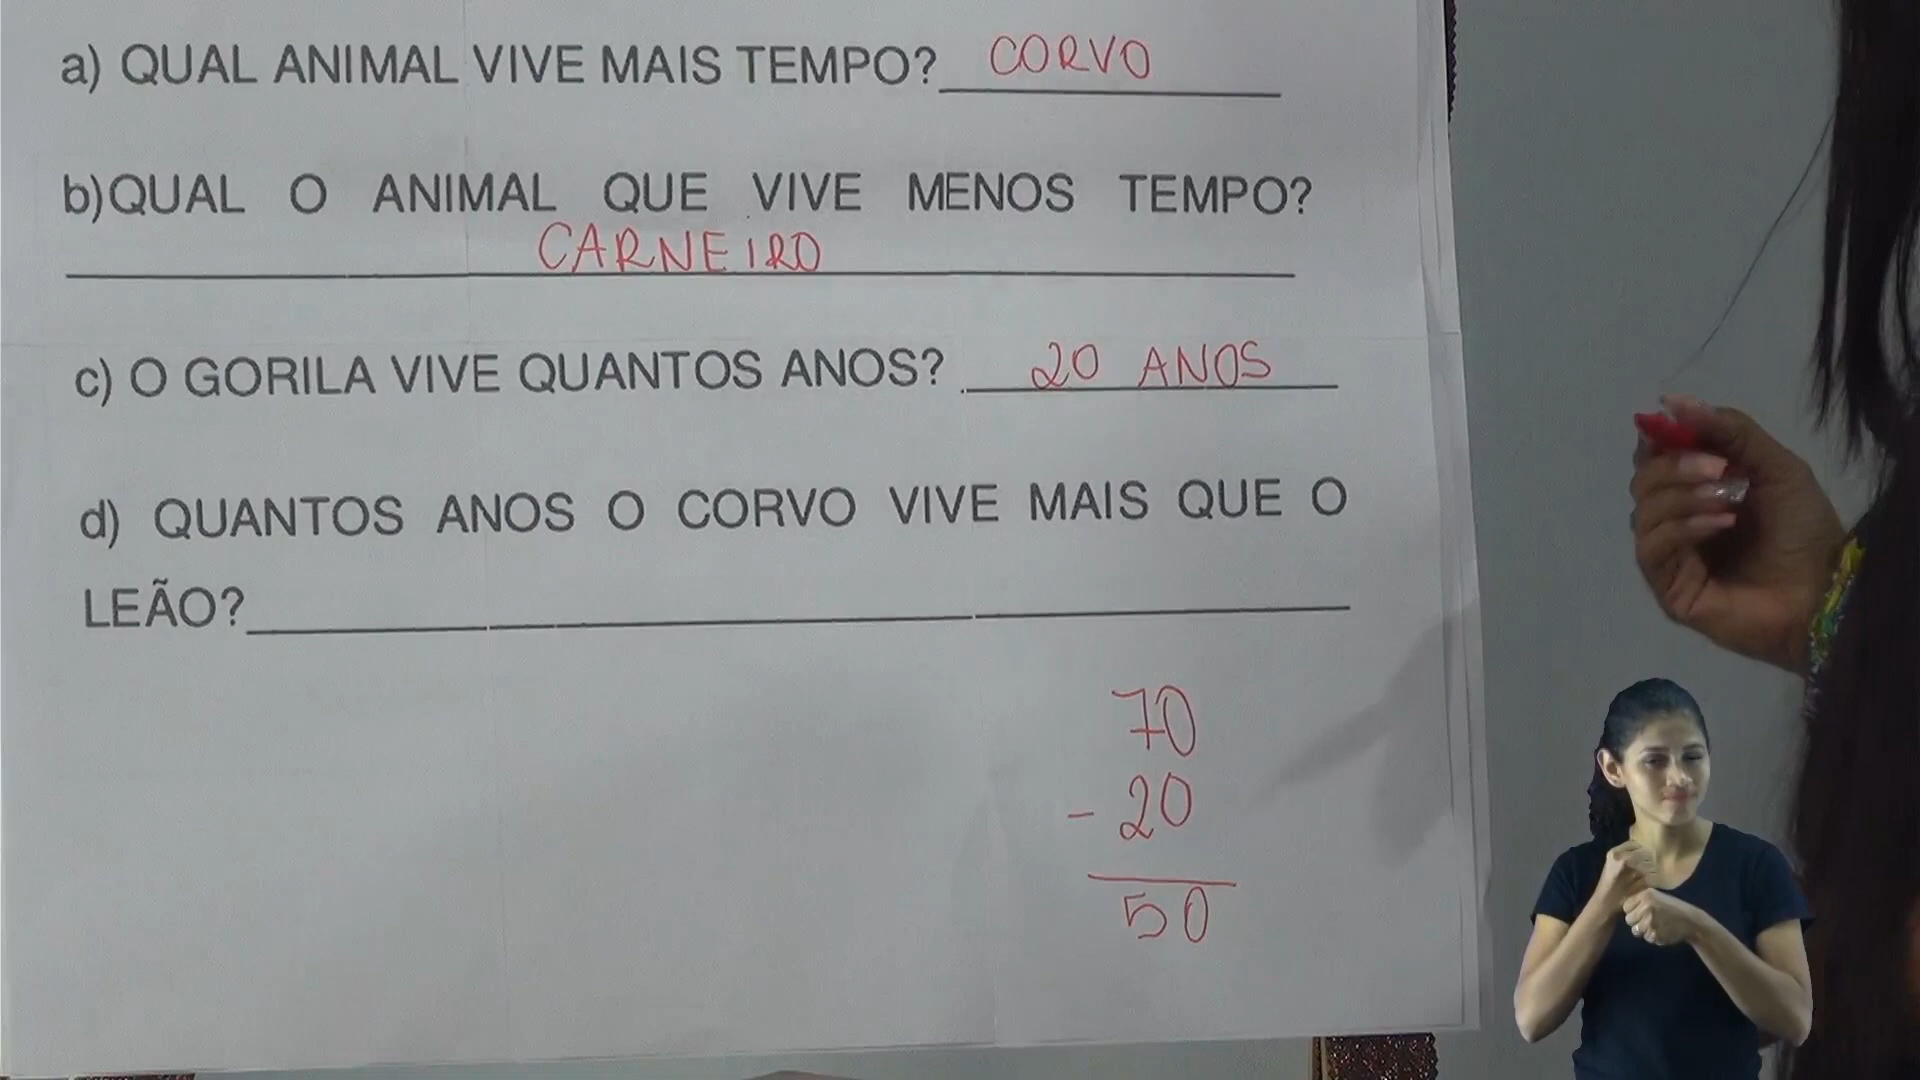 a) QUAL ANIMAL VIVE MAIS TEMPO? CORVO
b)QUAL O ANIMAL QUE VIVE MENOS TEMPO?
CARNEIRO
c) O GORILA VIVE QUANTOS ANOS? 20 ANOS
d) QUANTOS ANOS O CORVO VIVE MAIS QUE O
LEÃO?
70
- 20
50